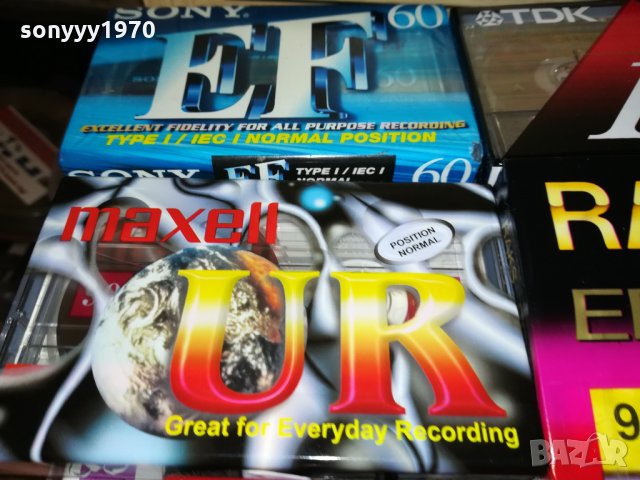 sonyyy1970
SONY
60
EF
EXCELLENT FIDELITY FOR ALL PURPOSE RECORDING
TYPE I / IEC I NORMAL POSITION
TDK
SONY
EF
TYPE I / IEC I
NORMAL
60
maxell
POSITION
NORMAL
UR
Great for Everyday Recording
BAZAR